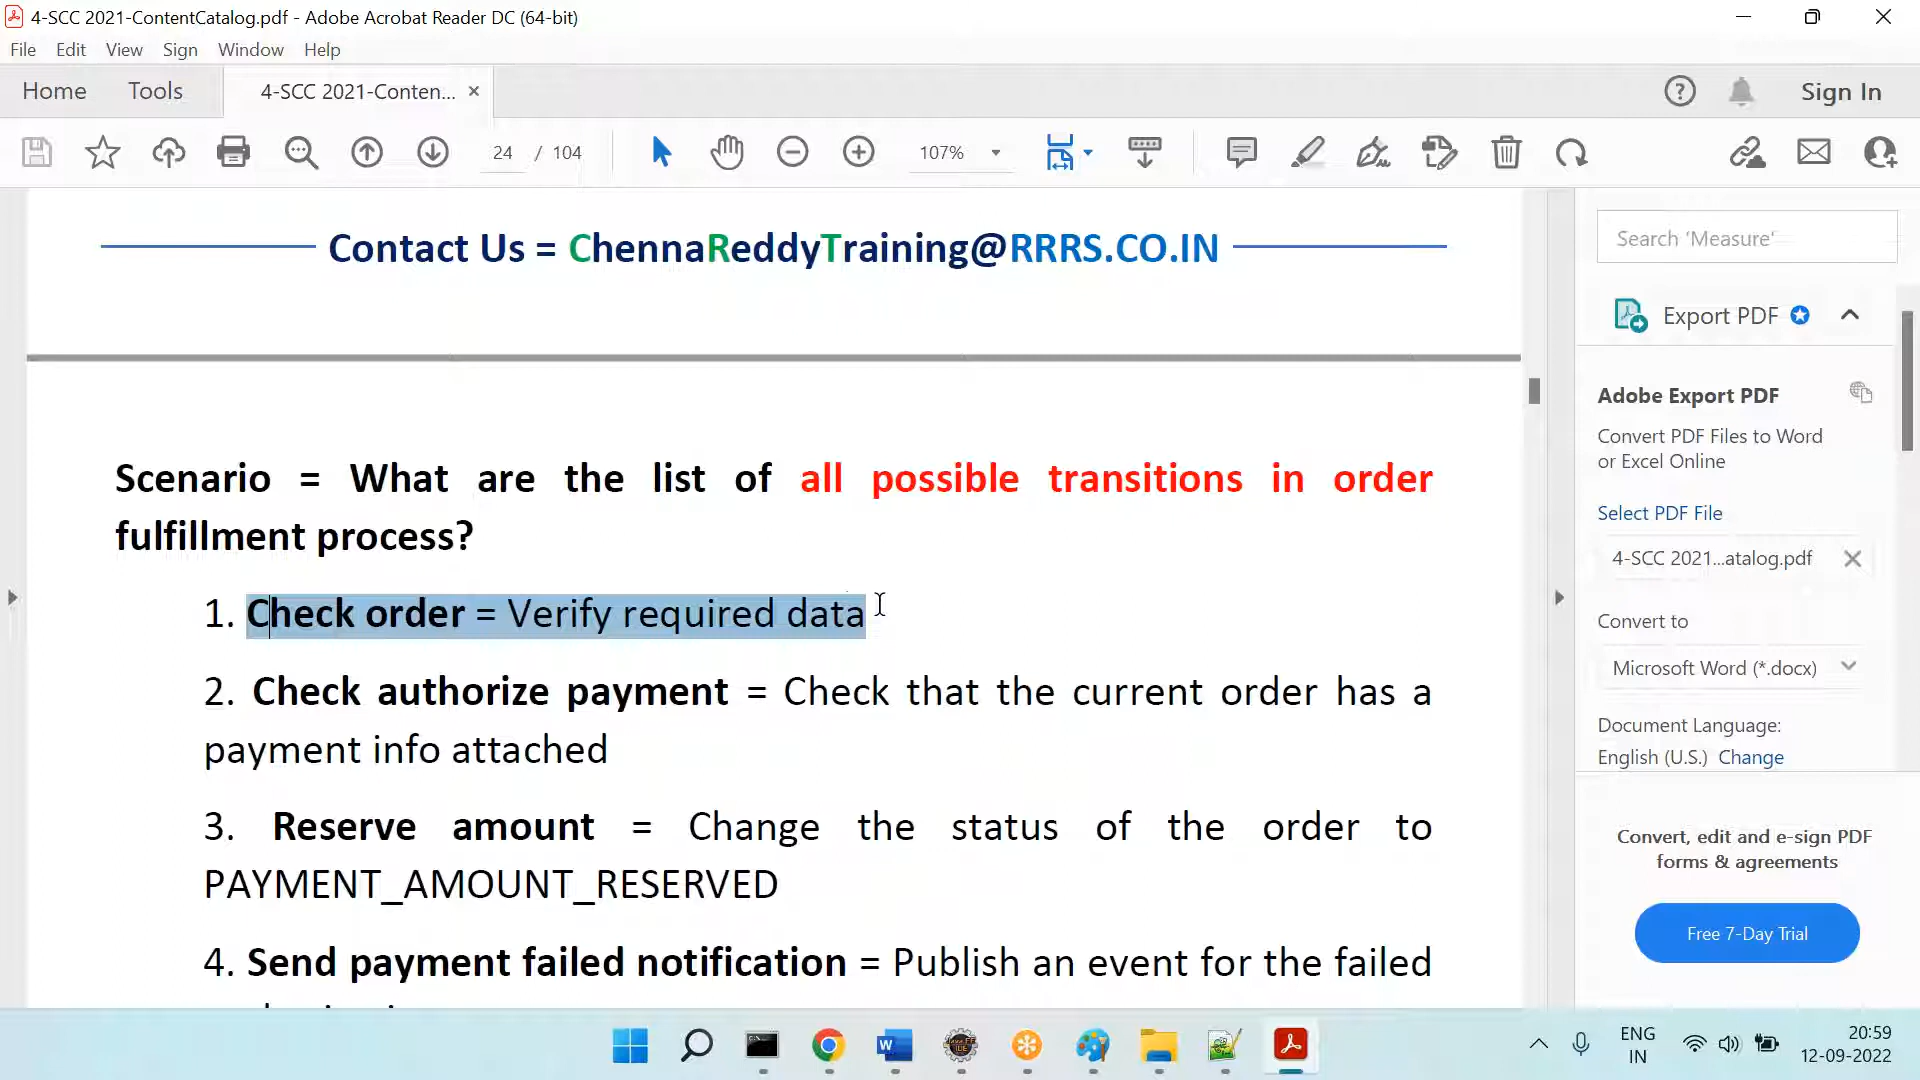 4-SCC 2021-ContentCatalog.pdf - Adobe Acrobat Reader DC (64-bit)
File Edit View Sign Window Help
Home Tools 4-SCC 2021-Conten... × Sign In
24 / 104 107%
Contact Us = ChennaReddyTraining@RRRS.CO.IN
Scenario = What are the list of all possible transitions in order
fulfillment process?
1. Check order = Verify required data
2. Check authorize payment = Check that the current order has a
payment info attached
3. Reserve amount = Change the status of the order to
PAYMENT_AMOUNT_RESERVED
4. Send payment failed notification = Publish an event for the failed
Search ‘Measure’
Export PDF
Adobe Export PDF
Convert PDF Files to Word
or Excel Online
Select PDF File
4-SCC 2021...atalog.pdf
Convert to
Microsoft Word (*.docx)
Document Language:
English (U.S.) Change
Convert, edit and e-sign PDF
forms & agreements
Free 7-Day Trial
ENG
IN
20:59
12-09-2022